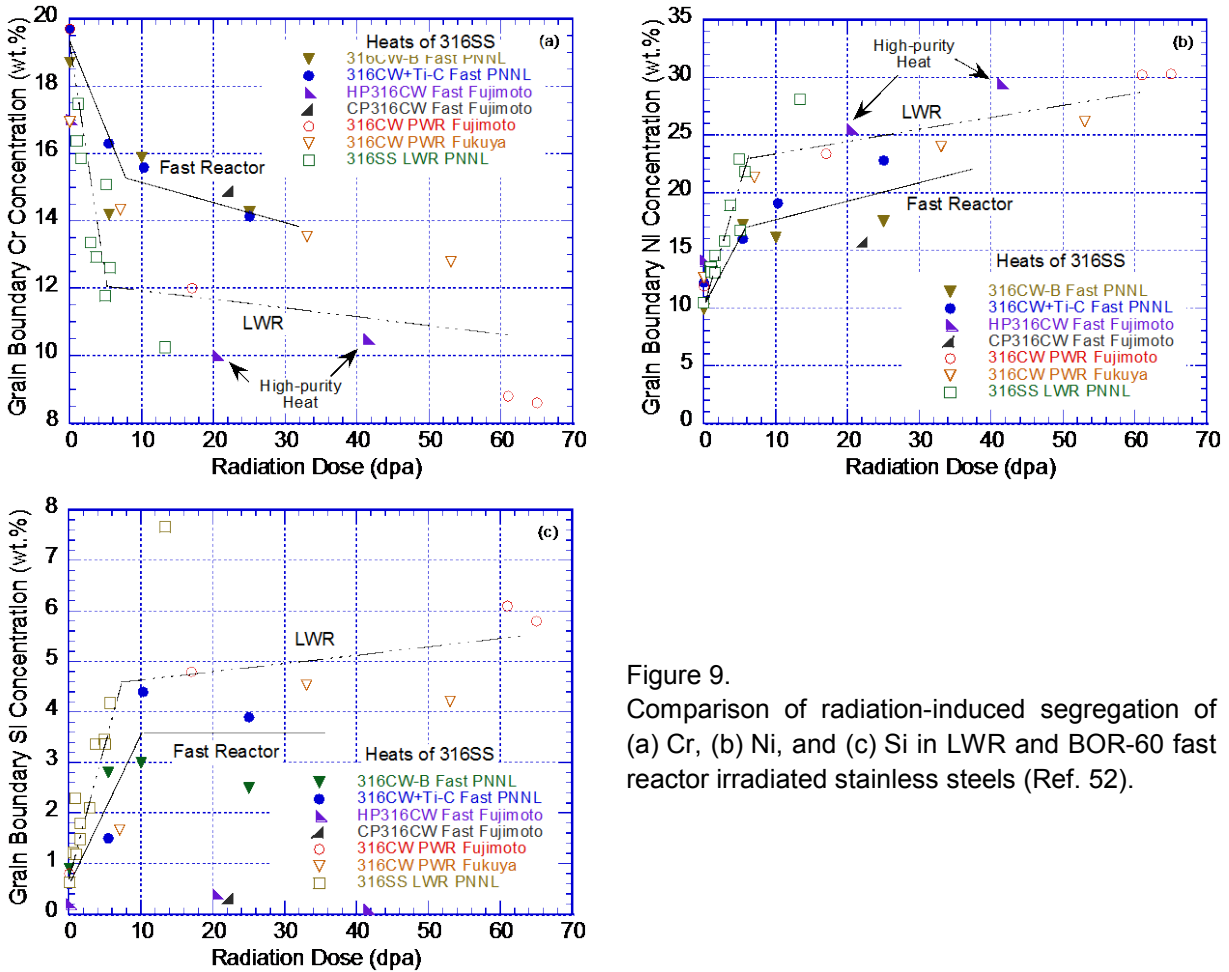 Grain Boundary Cr Concentration (wt.%)
20
18
16
14
12
10
8
(a)
Heats of 316SS
316CW-B Fast PNNL
316CW+Ti-C Fast PNNL
HP316CW Fast Fujimoto
CP316CW Fast Fujimoto
316CW PWR Fujimoto
316CW PWR Fukuya
316SS LWR PNNL
Fast Reactor
LWR
High-purity
Heat
0 10 20 30 40 50 60 70
Radiation Dose (dpa)
Grain Boundary NI Concentration (wt.%)
35
30
25
20
15
10
5
0
(b)
High-purity
Heat
LWR
Fast Reactor
Heats of 316SS
316CW-B Fast PNNL
316CW+Ti-C Fast PNNL
HP316CW Fast Fujimoto
CP316CW Fast Fujimoto
316CW PWR Fujimoto
316CW PWR Fukuya
316SS LWR PNNL
0 10 20 30 40 50 60 70
Radiation Dose (dpa)
Grain Boundary SI Concentration (wt.%)
8
7
6
5
4
3
2
1
0
(c)
LWR
Fast Reactor
Heats of 316SS
316CW-B Fast PNNL
316CW+Ti-C Fast PNNL
HP316CW Fast Fujimoto
CP316CW Fast Fujimoto
316CW PWR Fujimoto
316CW PWR Fukuya
316SS LWR PNNL
0 10 20 30 40 50 60 70
Radiation Dose (dpa)
Figure 9.
Comparison of radiation-induced segregation of
(a) Cr, (b) Ni, and (c) Si in LWR and BOR-60 fast
reactor irradiated stainless steels (Ref. 52).